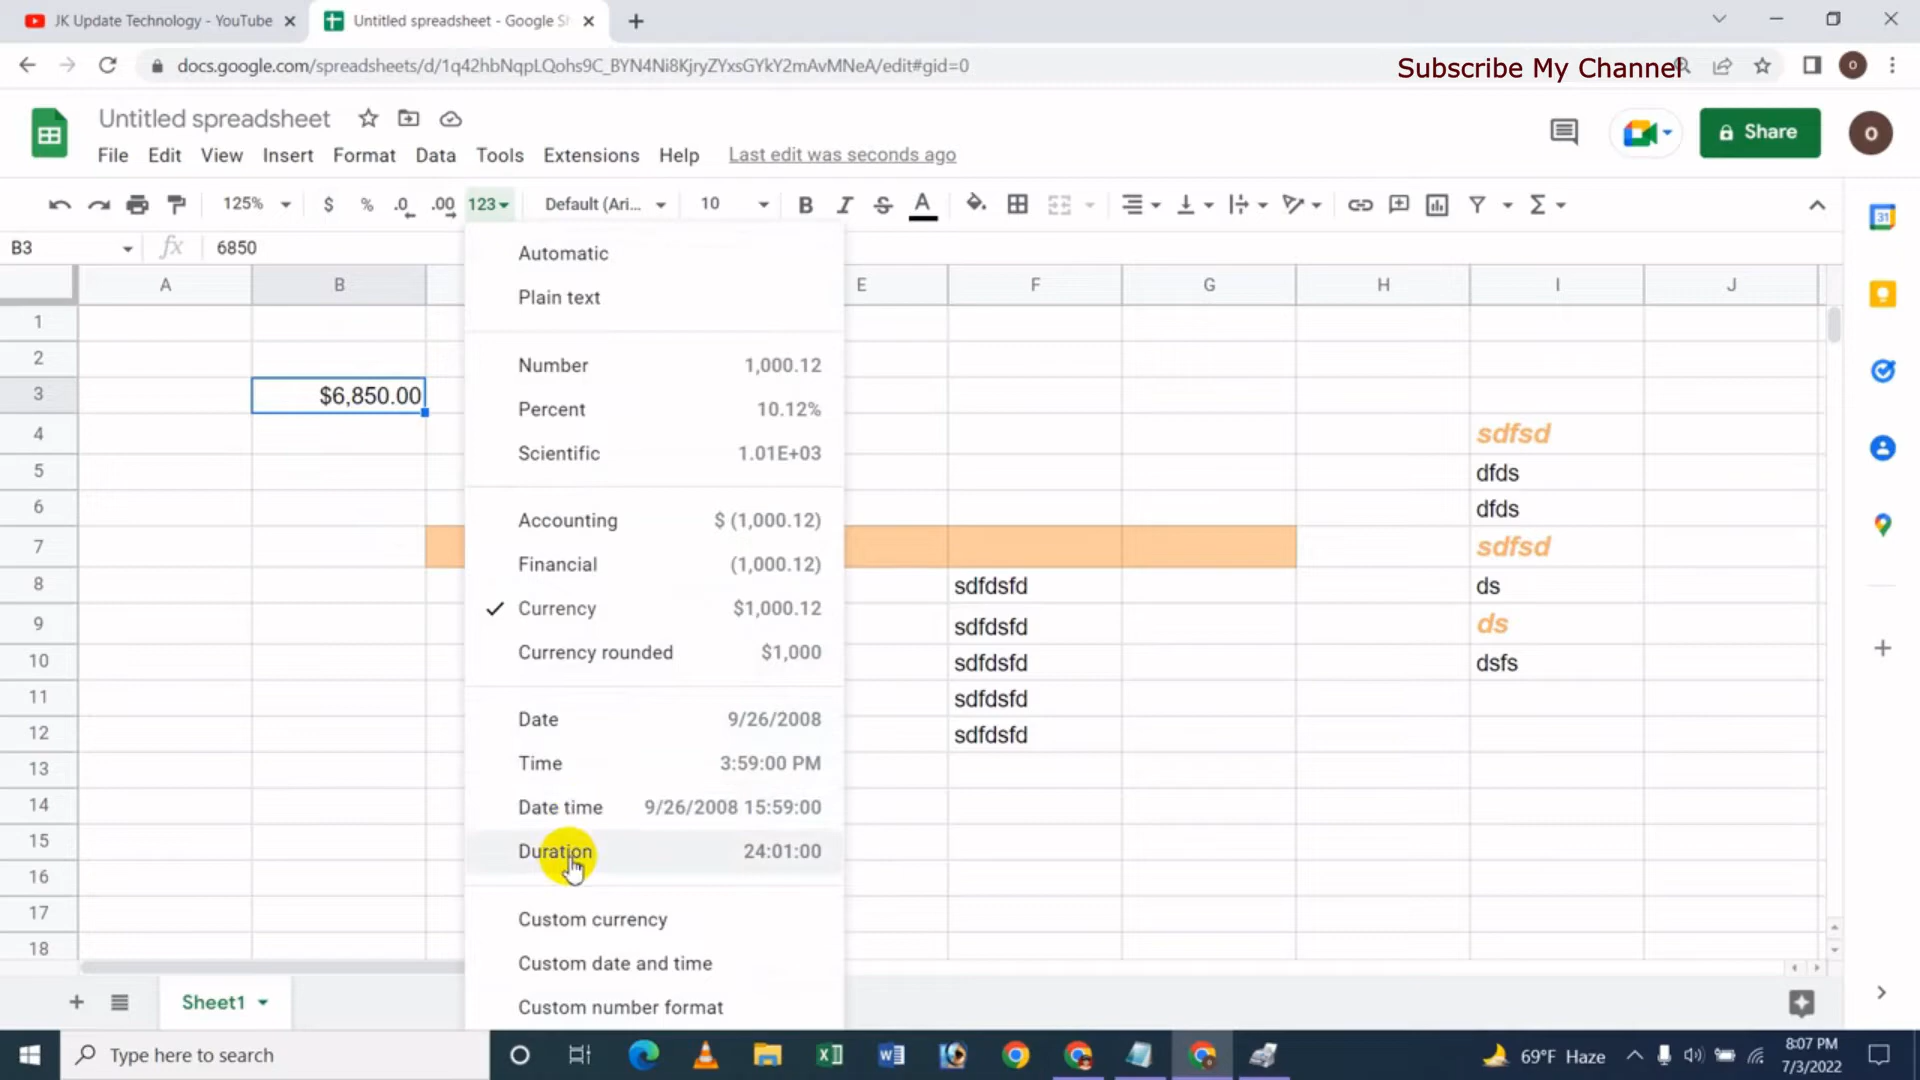 JK Update Technology - YouTube
Untitled spreadsheet - Google Sh
docs.google.com/spreadsheets/d/1q42hbNqpLQohs9C_BYN4Ni8KjryZYxsGYkY2mAvMNeA/edit#gid=0
Subscribe My Channel
Untitled spreadsheet
File Edit View Insert Format Data Tools Extensions Help Last edit was seconds ago
Share
O
125% $ % .0 .00 123 Default (Ari... 10 B I S A
B3 fx 6850
A B E F G H I J
1
2
3 $6,850.00
4 sdfsd
5 dfds
6 dfds
7 sdfsd
8 sdfdsfd ds
9 sdfdsfd ds
10 sdfdsfd dsfs
11 sdfdsfd
12 sdfdsfd
13
14
15
16
17
18
Automatic
Plain text
Number 1,000.12
Percent 10.12%
Scientific 1.01E+03
Accounting $ (1,000.12)
Financial (1,000.12)
Currency $1,000.12
Currency rounded $1,000
Date 9/26/2008
Time 3:59:00 PM
Date time 9/26/2008 15:59:00
Duration 24:01:00
Custom currency
Custom date and time
Custom number format
31
Sheet1
Type here to search
69°F Haze
8:07 PM
7/3/2022